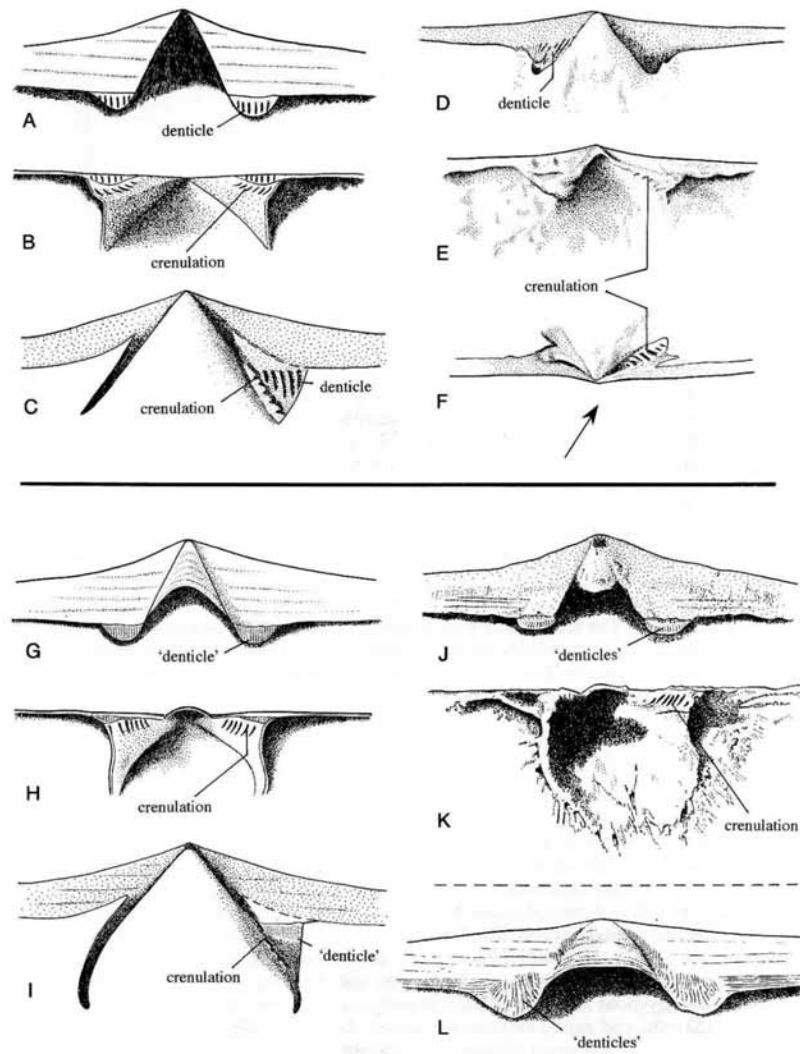 A
denticle
B
crenulation
C
crenulation
denticle
D
denticle
E
crenulation
F
G
'denticle'
H
crenulation
I
crenulation
'denticle'
J
'denticles'
K
crenulation
L
'denticles'